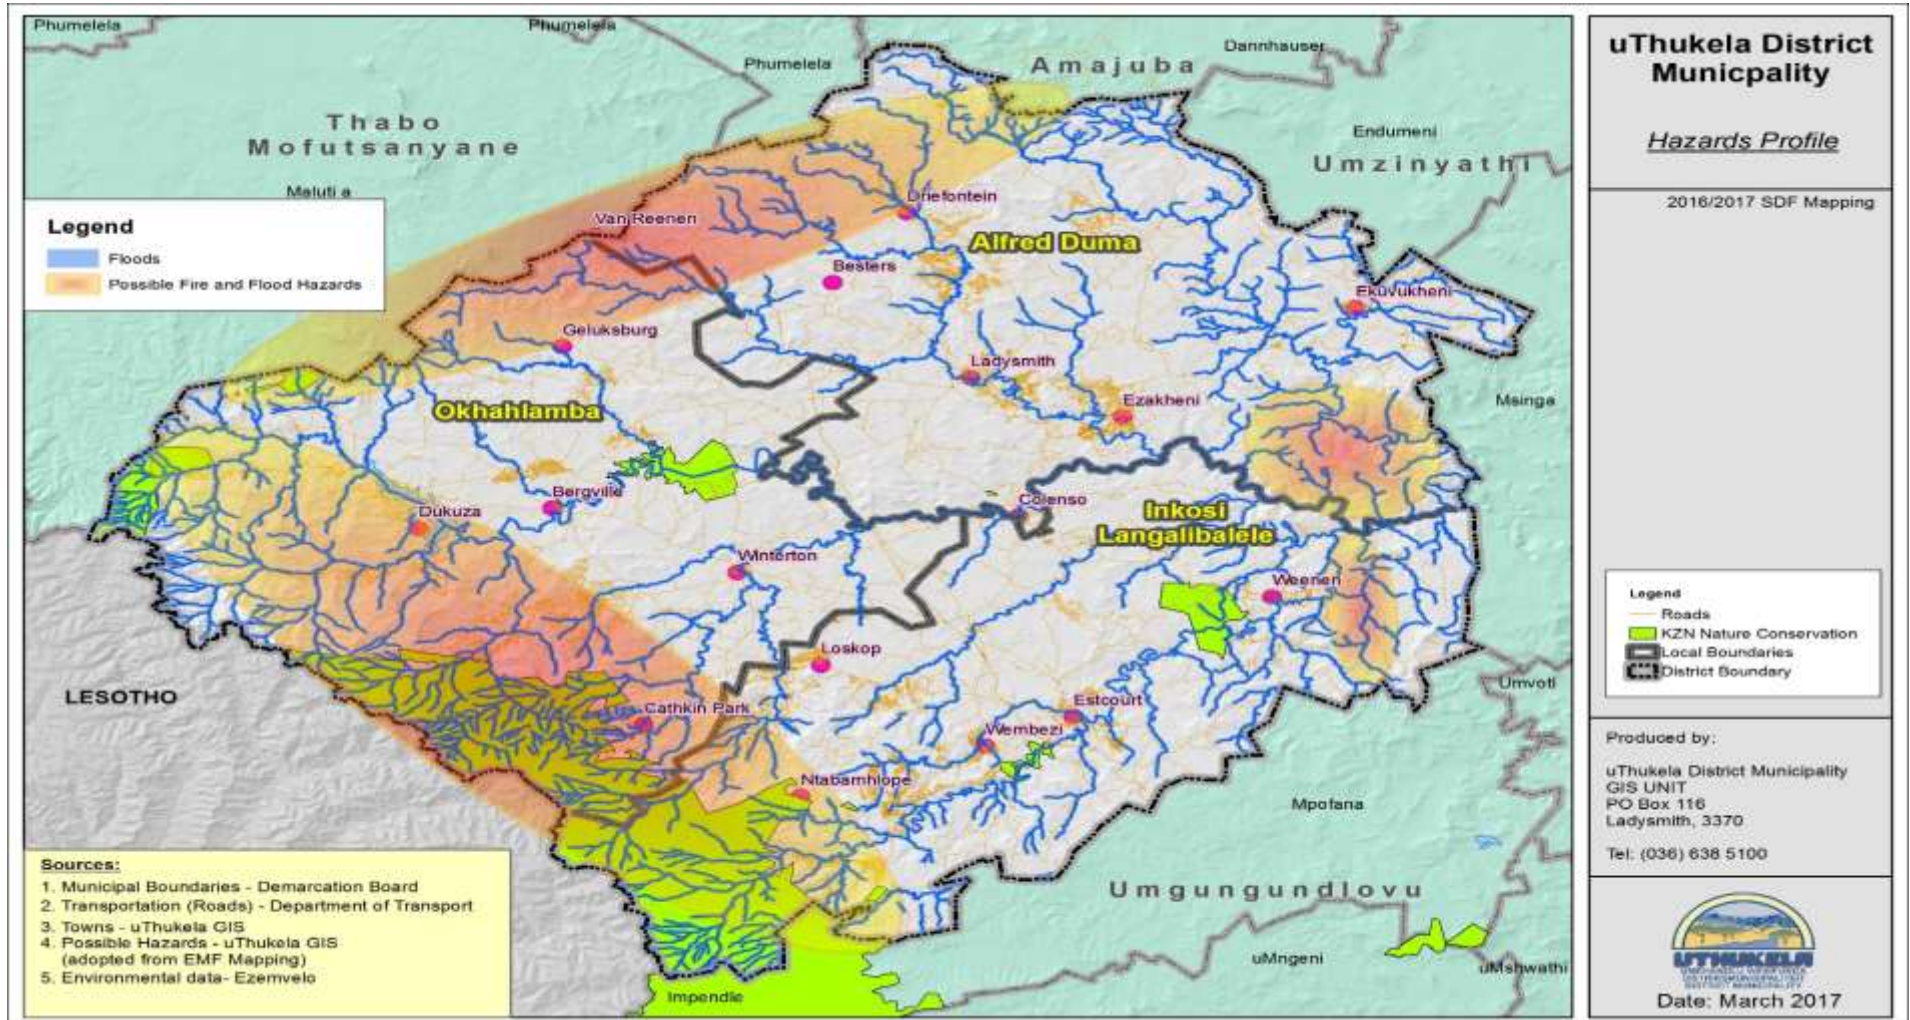 Phumelela
Phumelela
Phumelela
Amajuba
Dannhauser
Thabo
Mofutsanyane
Endumeni
Umzinyathi
Maluti a
Legend
Floods
Possible Fire and Flood Hazards
Van Reenen
Driefontein
Alfred Duma
Besters
Ekuvukheni
Geluksburg
Ladysmith
Okhahlamba
Ezakheni
Msinga
Bergville
Dukuza
Colenso
Inkosi
Langalibalele
Winterton
Weenen
Loskop
LESOTHO
Umvoti
Cathkin Park
Estcourt
Wembezi
Ntabamhlope
Mpofana
Umgungundlovu
uMngeni
uMshwathi
Impendle
Sources:
1. Municipal Boundaries - Demarcation Board
2. Transportation (Roads) - Department of Transport
3. Towns - uThukela GIS
4. Possible Hazards - uThukela GIS
(adopted from EMF Mapping)
5. Environmental data- Ezemvelo
uThukela District
Municpality
Hazards Profile
2016/2017 SDF Mapping
Legend
Roads
KZN Nature Conservation
Local Boundaries
District Boundary
Produced by:
uThukela District Municipality
GIS UNIT
PO Box 116
Ladysmith, 3370
Tel: (036) 638 5100
UTHUKELA
DISTRICT MUNICIPALITY
Date: March 2017